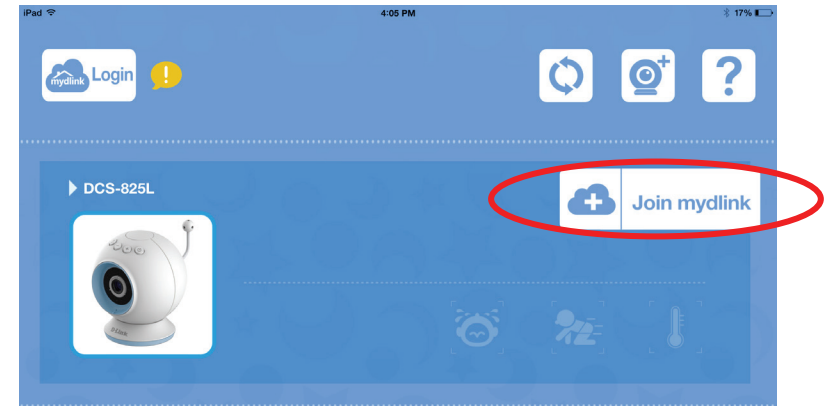 iPad 4:05 PM 17%
mydlink Login ! ?
DCS-825L
Join mydlink
D-Link